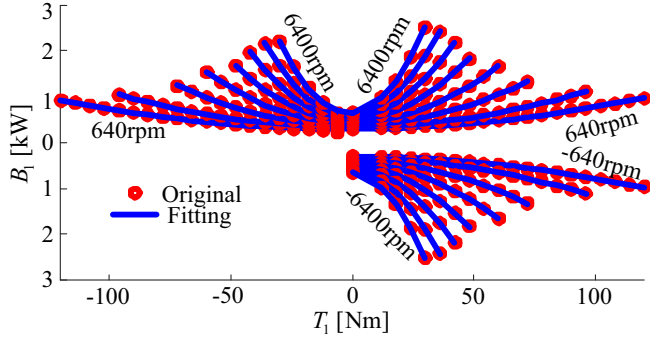 3
2
1
0
1
2
3
B1 [kW]
6400rpm
6400rpm
640rpm
640rpm
-640rpm
-6400rpm
Original
Fitting
-100
-50
0
50
100
T1 [Nm]